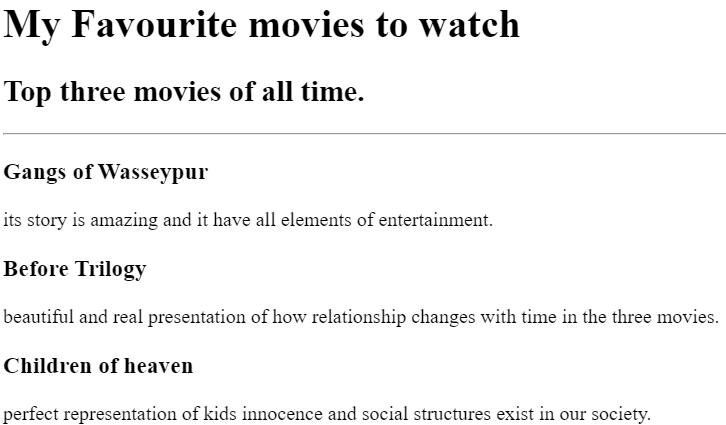 My Favourite movies to watch
Top three movies of all time.
Gangs of Wasseypur
its story is amazing and it have all elements of entertainment.
Before Trilogy
beautiful and real presentation of how relationship changes with time in the three movies.
Children of heaven
perfect representation of kids innocence and social structures exist in our society.